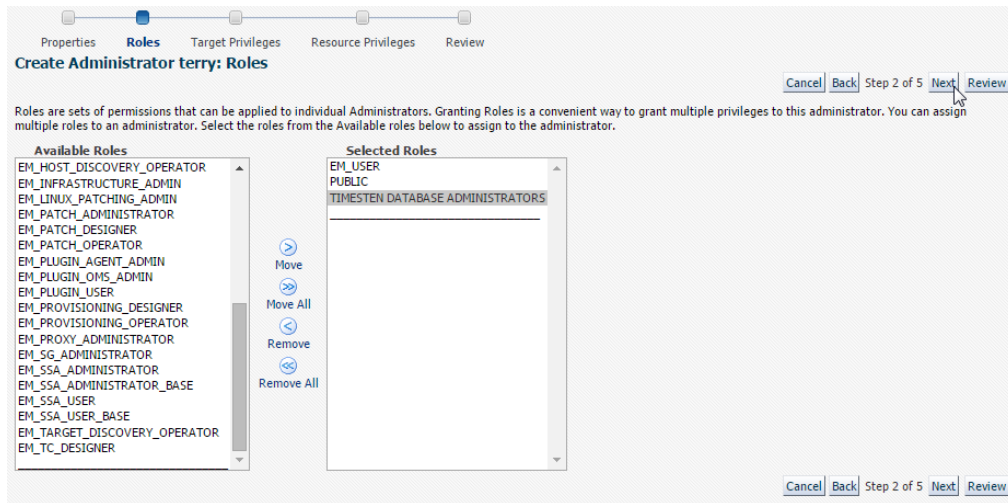 Properties Roles Target Privileges Resource Privileges Review
Create Administrator terry: Roles
Cancel Back Step 2 of 5 Next Review
Roles are sets of permissions that can be applied to individual Administrators. Granting Roles is a convenient way to grant multiple privileges to this administrator. You can assign
multiple roles to an administrator. Select the roles from the Available roles below to assign to the administrator.
Available Roles
EM_HOST_DISCOVERY_OPERATOR
EM_INFRASTRUCTURE_ADMIN
EM_LINUX_PATCHING_ADMIN
EM_PATCH_ADMINISTRATOR
EM_PATCH_DESIGNER
EM_PATCH_OPERATOR
EM_PLUGIN_AGENT_ADMIN
EM_PLUGIN_OMS_ADMIN
EM_PLUGIN_USER
EM_PROVISIONING_DESIGNER
EM_PROVISIONING_OPERATOR
EM_PROXY_ADMINISTRATOR
EM_SG_ADMINISTRATOR
EM_SSA_ADMINISTRATOR
EM_SSA_ADMINISTRATOR_BASE
EM_SSA_USER
EM_SSA_USER_BASE
EM_TARGET_DISCOVERY_OPERATOR
EM_TC_DESIGNER
Move
Move All
Remove
Remove All
Selected Roles
EM_USER
PUBLIC
TIMESTEN DATABASE ADMINISTRATORS
Cancel Back Step 2 of 5 Next Review